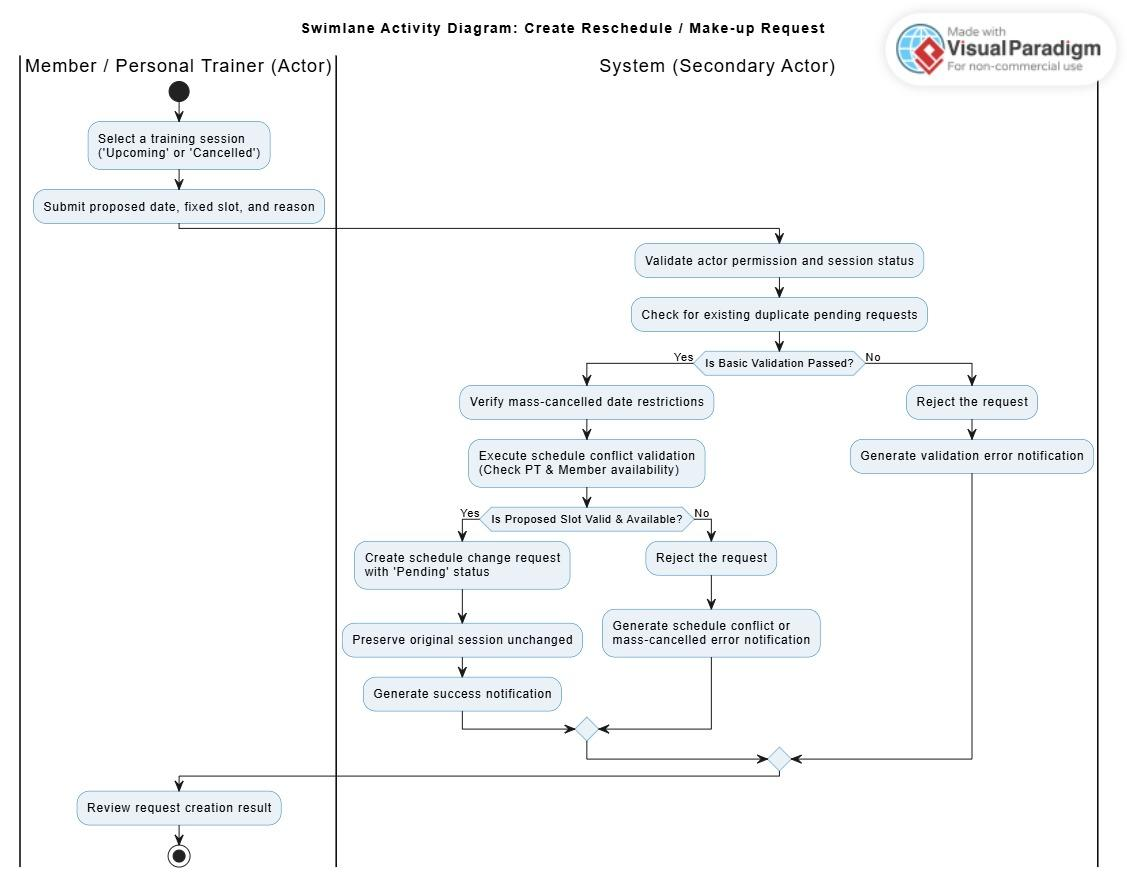 Swimlane Activity Diagram: Create Reschedule / Make-up Request
Made with
VisualParadigm
For non-commercial use
Member / Personal Trainer (Actor)
System (Secondary Actor)
Select a training session
('Upcoming' or 'Cancelled')
Submit proposed date, fixed slot, and reason
Validate actor permission and session status
Check for existing duplicate pending requests
Yes
Is Basic Validation Passed?
No
Verify mass-cancelled date restrictions
Reject the request
Execute schedule conflict validation
(Check PT & Member availability)
Generate validation error notification
Yes
Is Proposed Slot Valid & Available?
No
Create schedule change request
with 'Pending' status
Reject the request
Preserve original session unchanged
Generate schedule conflict or
mass-cancelled error notification
Generate success notification
Review request creation result